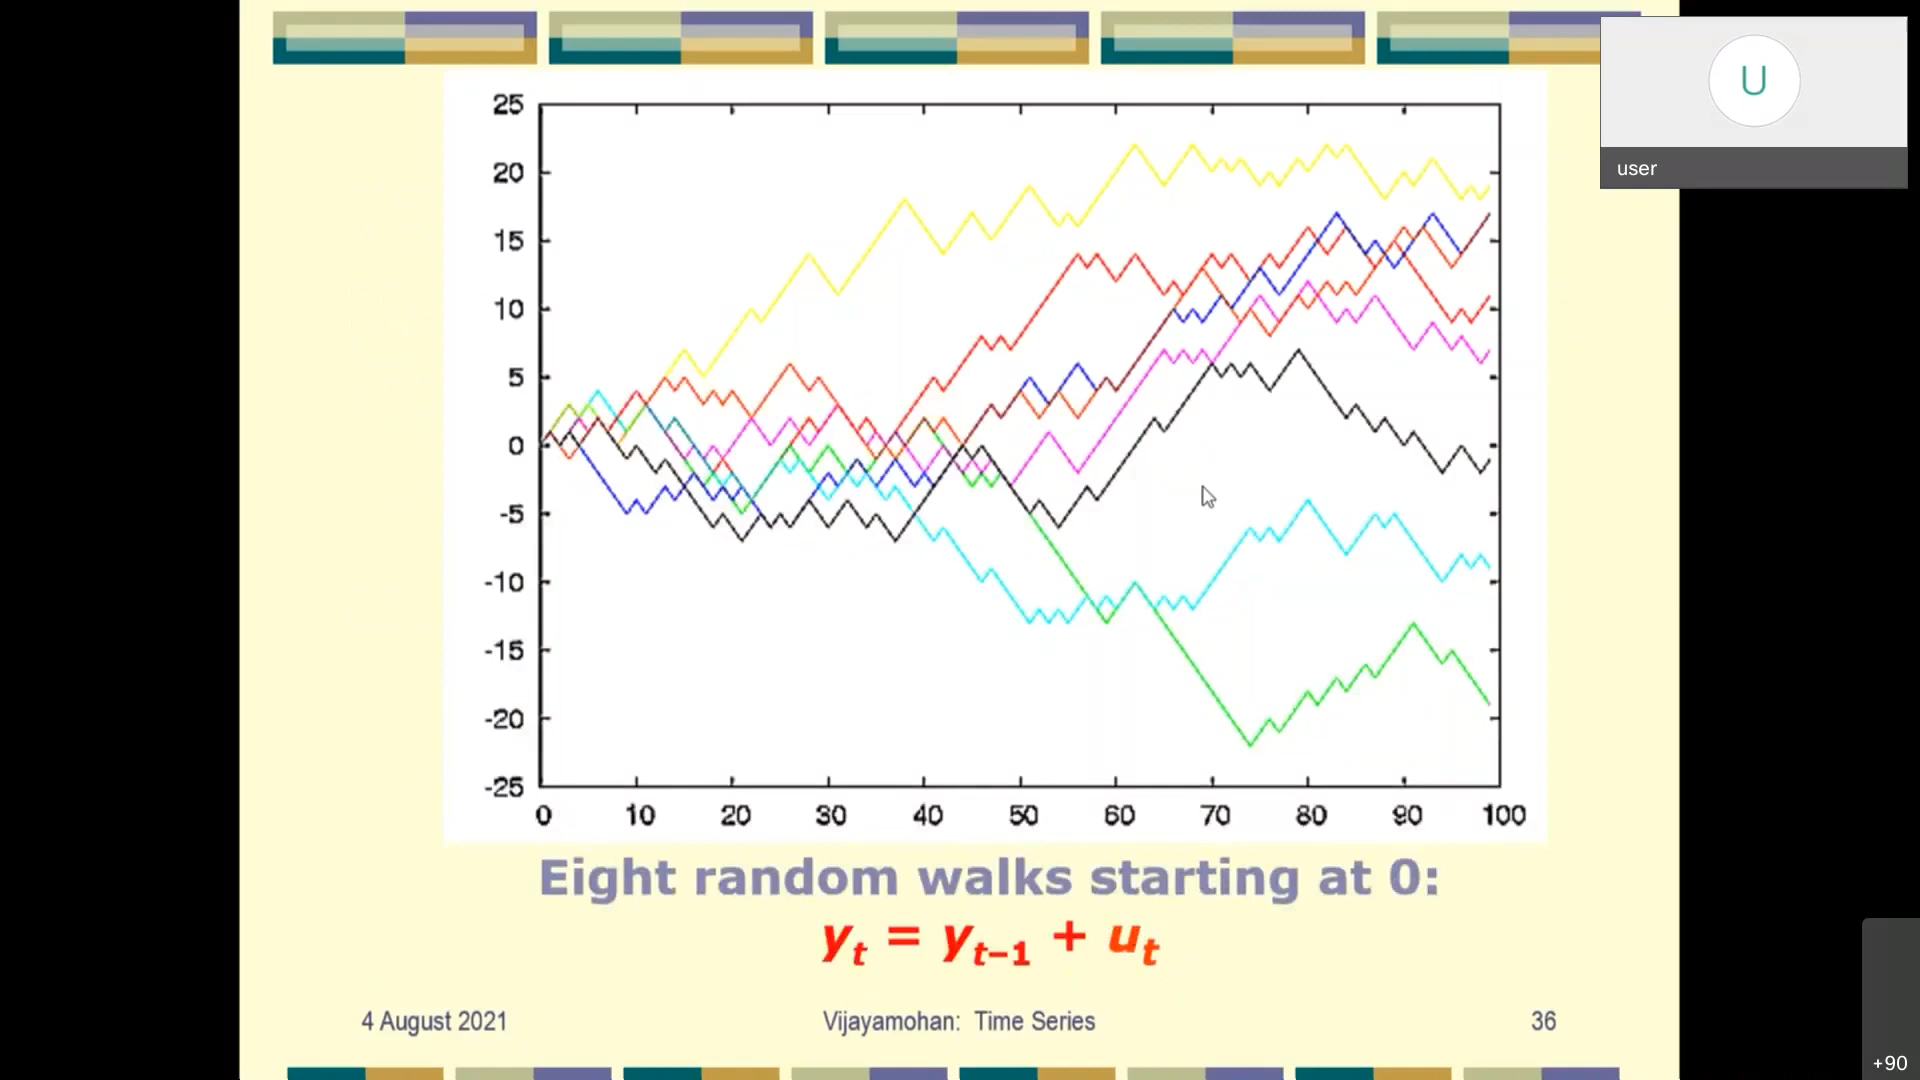 U
user
25
20
15
10
5
0
-5
-10
-15
-20
-25
0 10 20 30 40 50 60 70 80 90 100
Eight random walks starting at 0:
yₜ = yₜ₋₁ + uₜ
4 August 2021 Vijayamohan: Time Series 36
+90